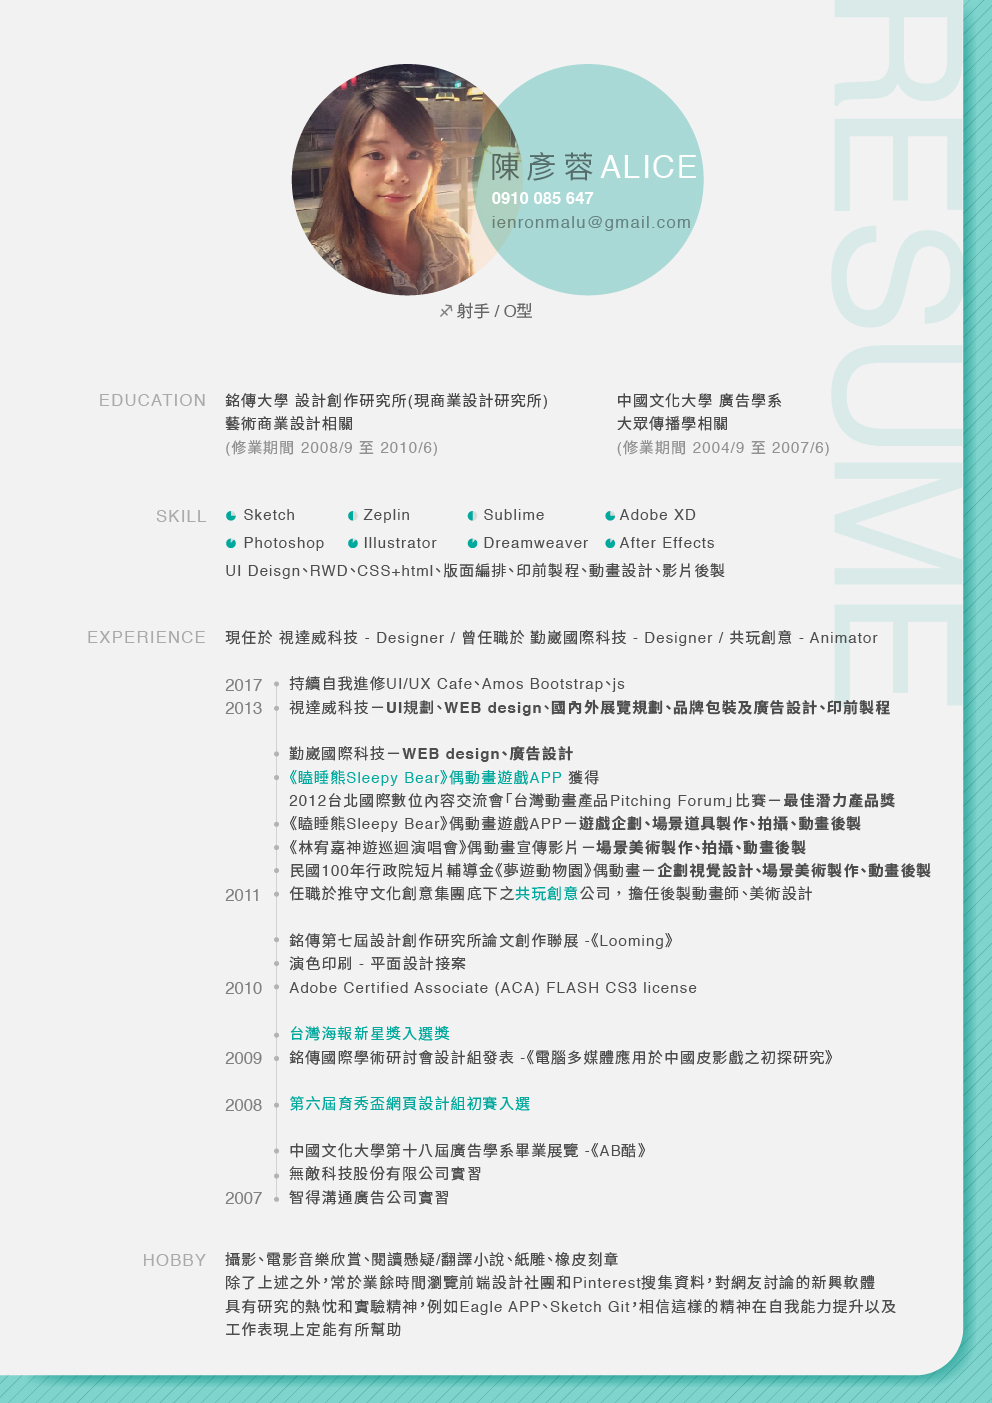 RESUME
陳彥蓉 ALICE
0910 085 647
ienronmalu@gmail.com
♐ 射手 / O型
EDUCATION
銘傳大學 設計創作研究所(現商業設計研究所)
藝術商業設計相關
(修業期間 2008/9 至 2010/6)
中國文化大學 廣告學系
大眾傳播學相關
(修業期間 2004/9 至 2007/6)
SKILL
Sketch Zeplin Sublime Adobe XD
Photoshop Illustrator Dreamweaver After Effects
UI Deisgn、RWD、CSS+html、版面編排、印前製程、動畫設計、影片後製
EXPERIENCE
現任於 視達威科技 - Designer / 曾任職於 勤崴國際科技 - Designer / 共玩創意 - Animator
2017 持續自我進修UI/UX Cafe、Amos Bootstrap、js
2013 視達威科技－UI規劃、WEB design、國內外展覽規劃、品牌包裝及廣告設計、印前製程
勤崴國際科技－WEB design、廣告設計
《瞌睡熊Sleepy Bear》偶動畫遊戲APP 獲得
2012台北國際數位內容交流會「台灣動畫產品Pitching Forum」比賽－最佳潛力產品獎
《瞌睡熊Sleepy Bear》偶動畫遊戲APP－遊戲企劃、場景道具製作、拍攝、動畫後製
《林宥嘉神遊巡迴演唱會》偶動畫宣傳影片－場景美術製作、拍攝、動畫後製
民國100年行政院短片輔導金《夢遊動物園》偶動畫－企劃視覺設計、場景美術製作、動畫後製
2011 任職於推守文化創意集團底下之共玩創意公司，擔任後製動畫師、美術設計
銘傳第七屆設計創作研究所論文創作聯展 -《Looming》
演色印刷 - 平面設計接案
2010 Adobe Certified Associate (ACA) FLASH CS3 license
台灣海報新星獎入選獎
2009 銘傳國際學術研討會設計組發表 -《電腦多媒體應用於中國皮影戲之初探研究》
2008 第六屆育秀盃網頁設計組初賽入選
中國文化大學第十八屆廣告學系畢業展覽 -《AB酷》
無敵科技股份有限公司實習
2007 智得溝通廣告公司實習
HOBBY
攝影、電影音樂欣賞、閱讀懸疑/翻譯小說、紙雕、橡皮刻章
除了上述之外，常於業餘時間瀏覽前端設計社團和Pinterest搜集資料，對網友討論的新興軟體
具有研究的熱忱和實驗精神，例如Eagle APP、Sketch Git，相信這樣的精神在自我能力提升以及
工作表現上定能有所幫助